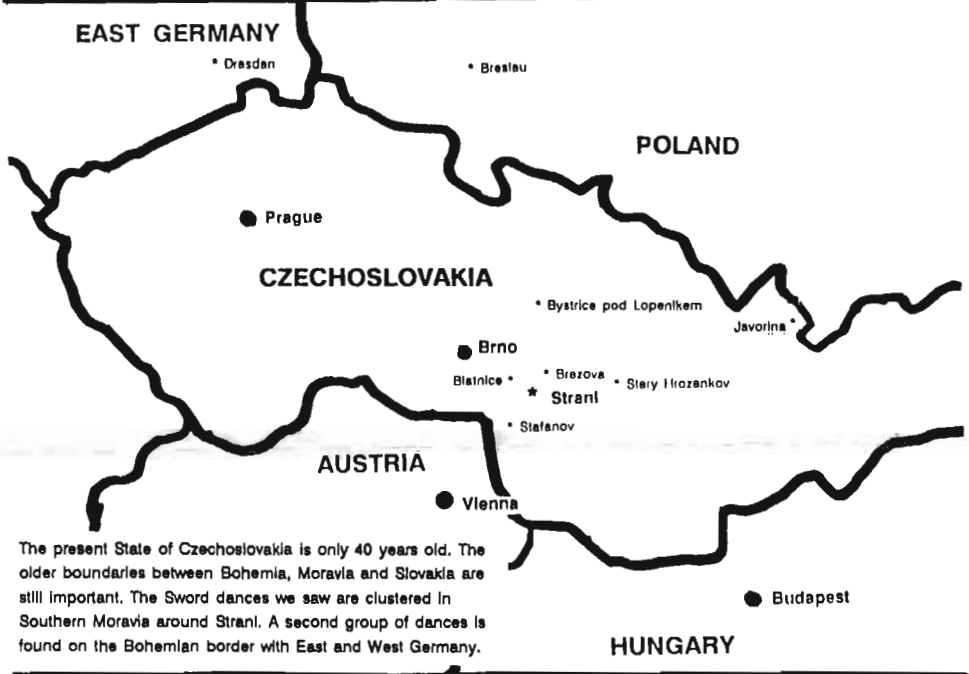 EAST GERMANY
* Dresdan
* Breslau
POLAND
Prague
CZECHOSLOVAKIA
* Bystrice pod Lopenikem
Javorina *
Brno
Blatnice *
* Brezova
* Stary Hrozenkov
* Strani
* Stafanov
AUSTRIA
Vienna
The present State of Czechoslovakia is only 40 years old. The
older boundaries between Bohemia, Moravia and Slovakia are
still important. The Sword dances we saw are clustered in
Southern Moravia around Strani. A second group of dances is
found on the Bohemian border with East and West Germany.
Budapest
HUNGARY